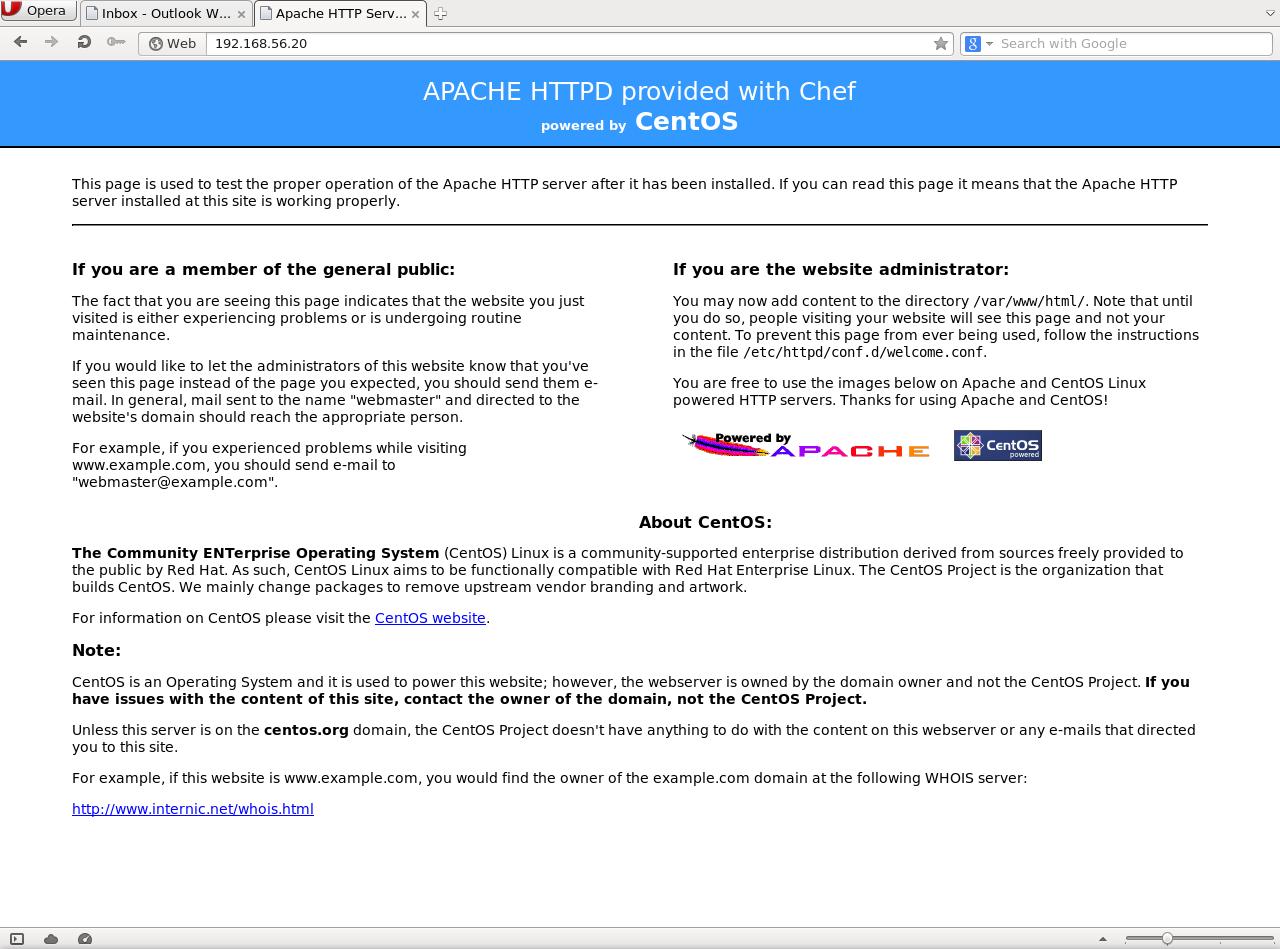 Opera
Inbox - Outlook W...
Apache HTTP Serv...
Web
192.168.56.20
Search with Google
APACHE HTTPD provided with Chef
powered by CentOS
This page is used to test the proper operation of the Apache HTTP server after it has been installed. If you can read this page it means that the Apache HTTP
server installed at this site is working properly.
If you are a member of the general public:
The fact that you are seeing this page indicates that the website you just
visited is either experiencing problems or is undergoing routine
maintenance.
If you would like to let the administrators of this website know that you've
seen this page instead of the page you expected, you should send them e-
mail. In general, mail sent to the name "webmaster" and directed to the
website's domain should reach the appropriate person.
For example, if you experienced problems while visiting
www.example.com, you should send e-mail to
"webmaster@example.com".
If you are the website administrator:
You may now add content to the directory /var/www/html/. Note that until
you do so, people visiting your website will see this page and not your
content. To prevent this page from ever being used, follow the instructions
in the file /etc/httpd/conf.d/welcome.conf.
You are free to use the images below on Apache and CentOS Linux
powered HTTP servers. Thanks for using Apache and CentOS!
Powered by
APACHE
CentOS
powered
About CentOS:
The Community ENTerprise Operating System (CentOS) Linux is a community-supported enterprise distribution derived from sources freely provided to
the public by Red Hat. As such, CentOS Linux aims to be functionally compatible with Red Hat Enterprise Linux. The CentOS Project is the organization that
builds CentOS. We mainly change packages to remove upstream vendor branding and artwork.
For information on CentOS please visit the CentOS website.
Note:
CentOS is an Operating System and it is used to power this website; however, the webserver is owned by the domain owner and not the CentOS Project. If you
have issues with the content of this site, contact the owner of the domain, not the CentOS Project.
Unless this server is on the centos.org domain, the CentOS Project doesn't have anything to do with the content on this webserver or any e-mails that directed
you to this site.
For example, if this website is www.example.com, you would find the owner of the example.com domain at the following WHOIS server:
http://www.internic.net/whois.html